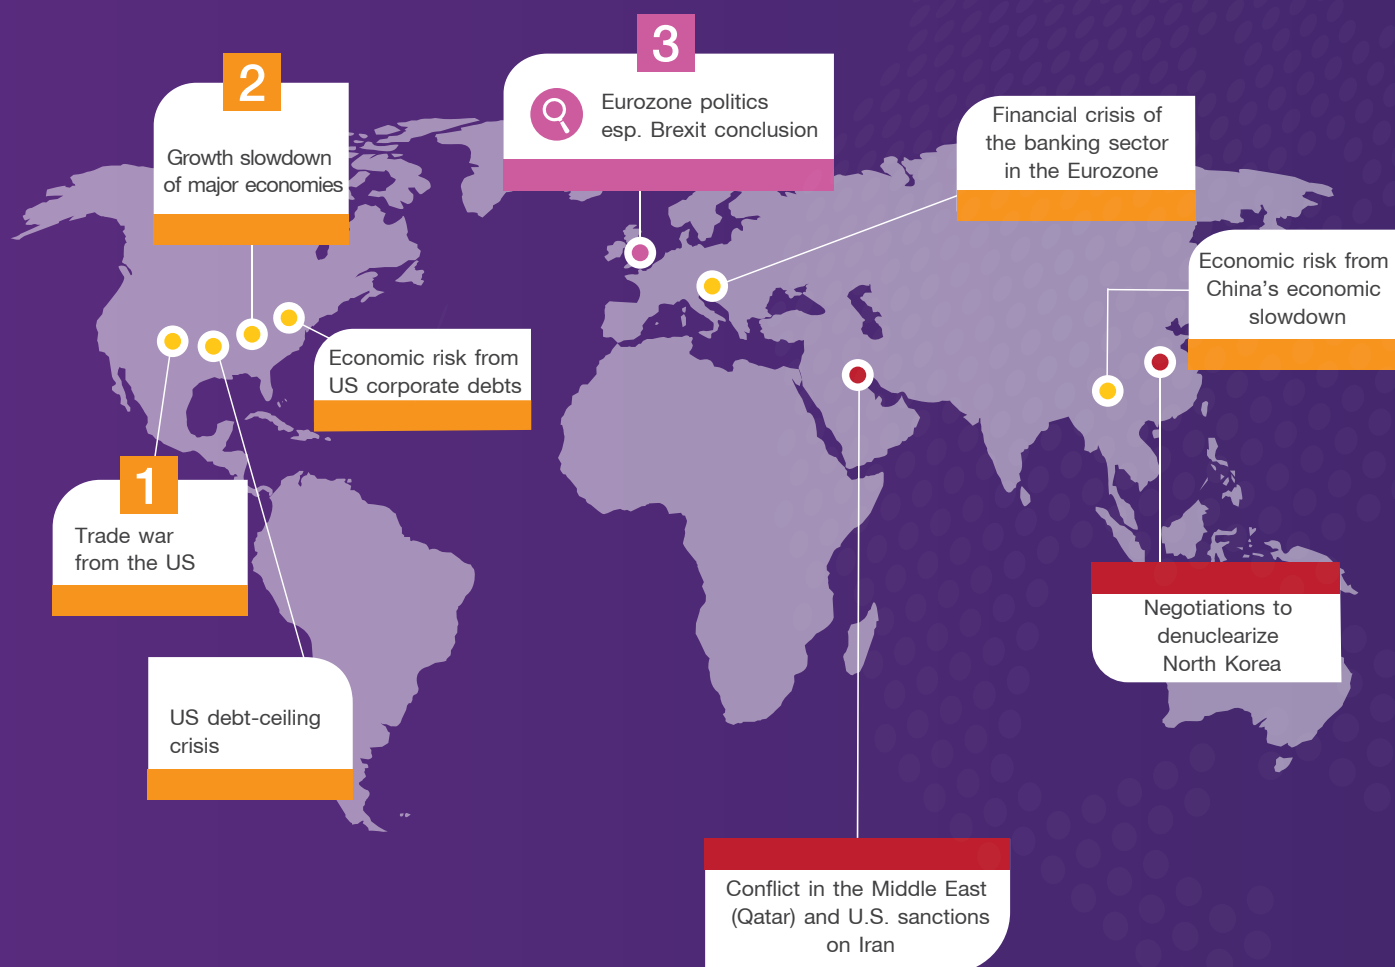 2
Growth slowdown
of major economies
3
Eurozone politics
esp. Brexit conclusion
Financial crisis of
the banking sector
in the Eurozone
Economic risk from
China's economic
slowdown
Economic risk from
US corporate debts
1
Trade war
from the US
US debt-ceiling
crisis
Negotiations to
denuclearize
North Korea
Conflict in the Middle East
(Qatar) and U.S. sanctions
on Iran